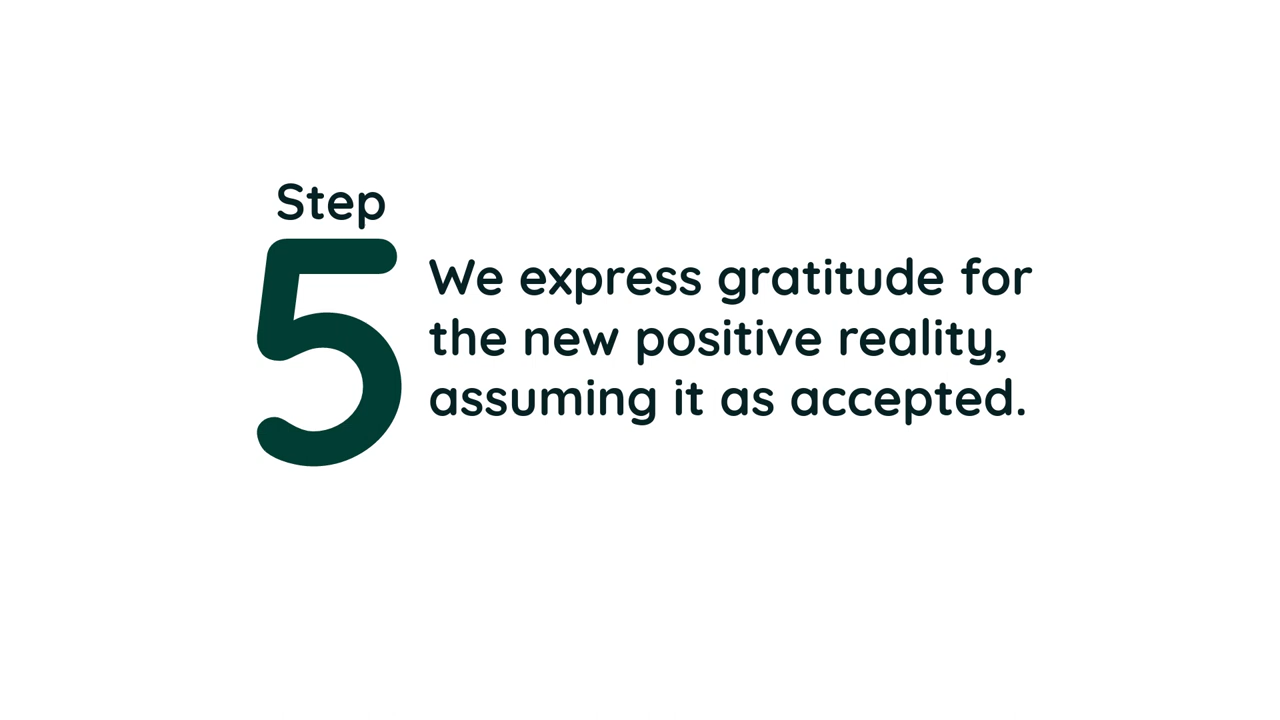 Step
5
We express gratitude for
the new positive reality,
assuming it as accepted.